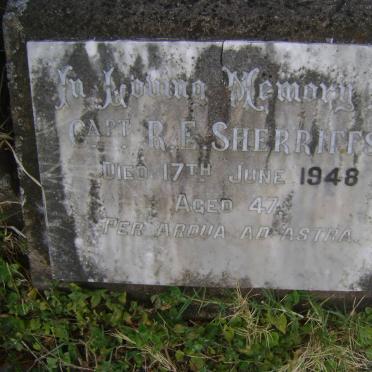 In Loving Memory
CAPT. R.E. SHERRIFFS
DIED 17TH JUNE 1948
AGED 47
PER ARDUA AD ASTRA.